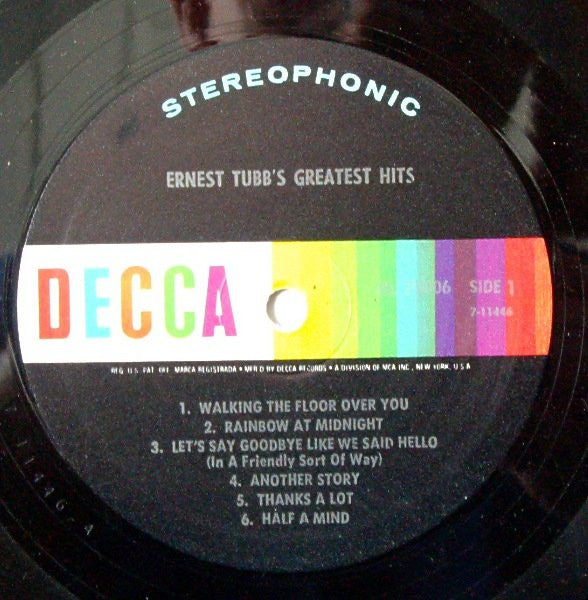 STEREOPHONIC
ERNEST TUBB'S GREATEST HITS
DECCA
SIDE 1
7-11446
REG. U.S. PAT. OFF. MARCA REGISTRADA • MF'D BY DECCA RECORDS • A DIVISION OF MCA INC., NEW YORK, U.S.A
1. WALKING THE FLOOR OVER YOU
2. RAINBOW AT MIDNIGHT
3. LET'S SAY GOODBYE LIKE WE SAID HELLO
(In A Friendly Sort Of Way)
4. ANOTHER STORY
5. THANKS A LOT
6. HALF A MIND